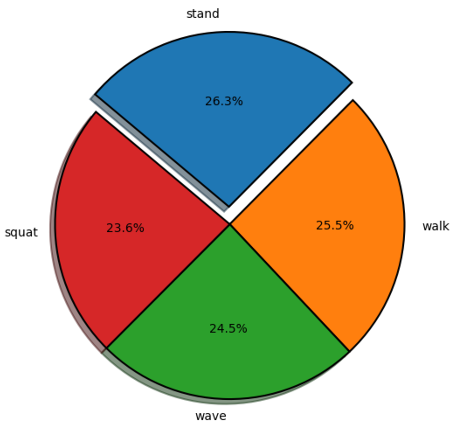 stand
26.3%
25.5%
walk
squat
23.6%
24.5%
wave